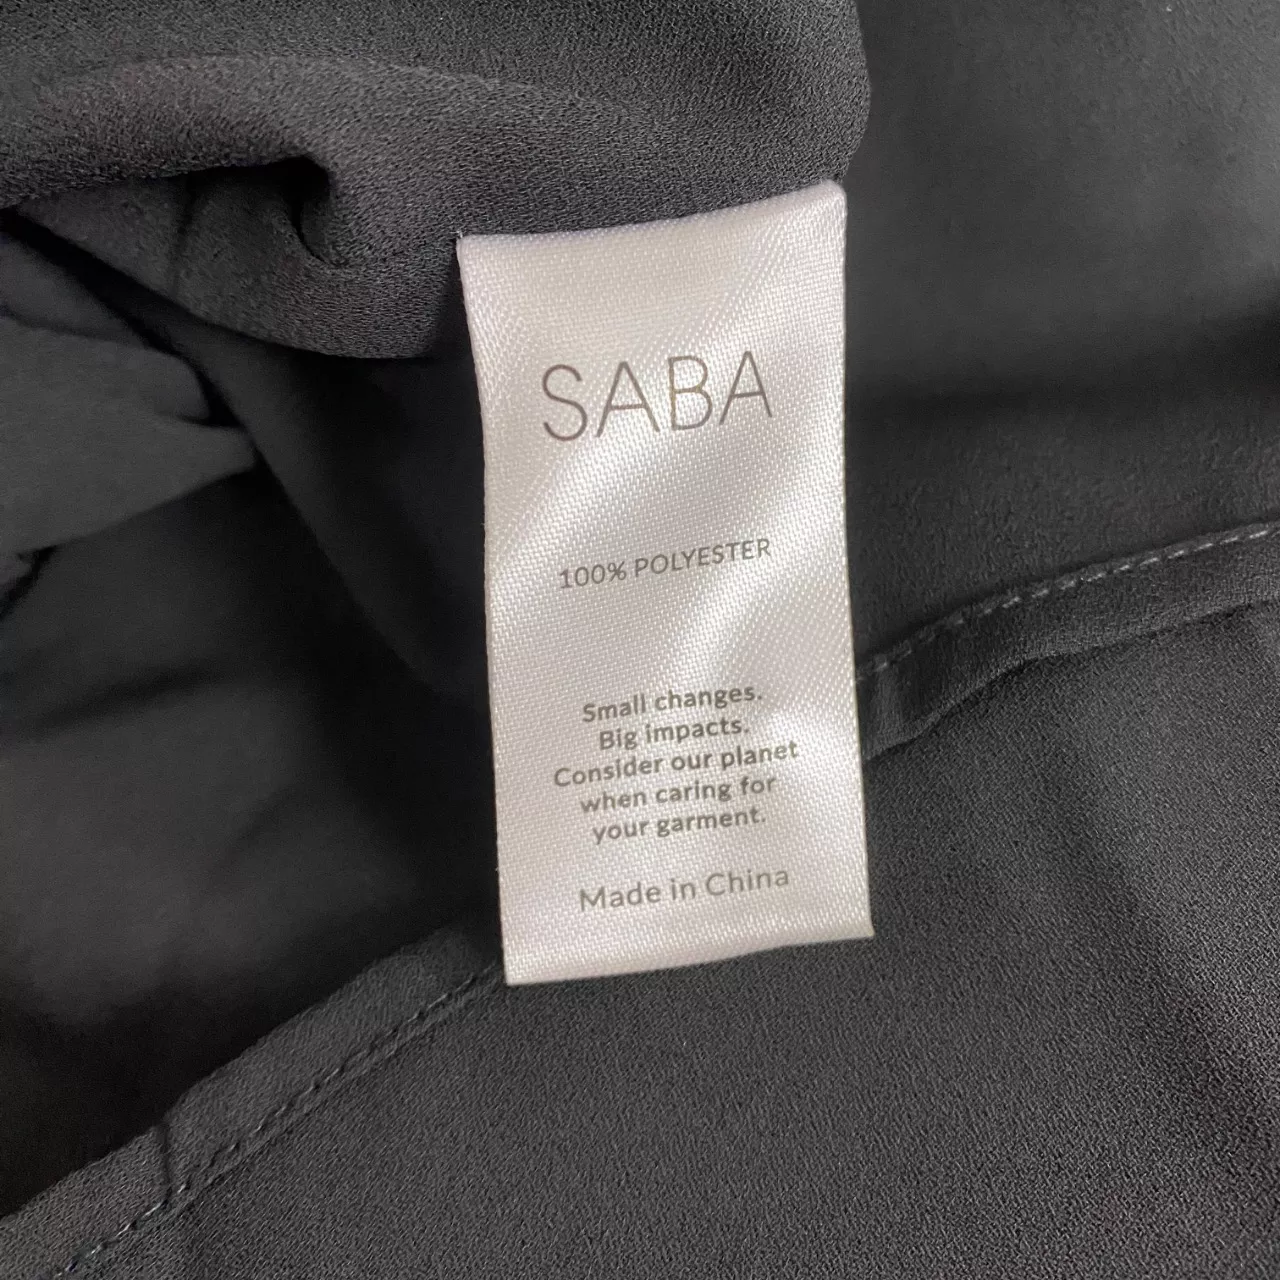 SABA
100% POLYESTER
Small changes.
Big impacts.
Consider our planet
when caring for
your garment.
Made in China